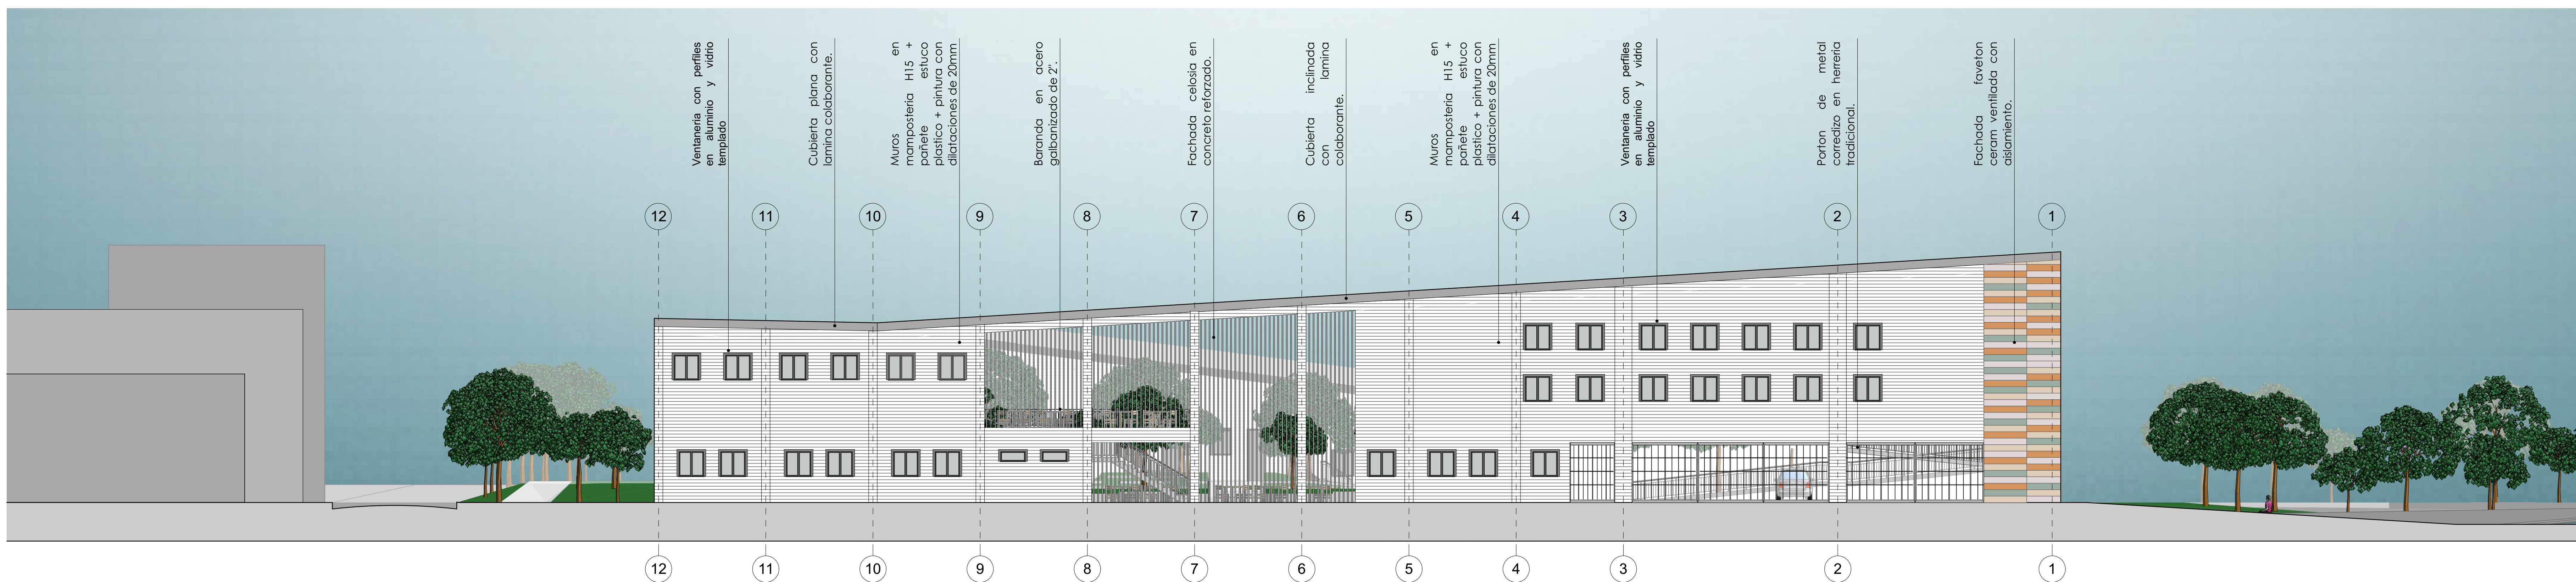 Ventaneria con perfiles
en aluminio y vidrio
templado
Cubierta plana con
lamina colaborante.
Muros en
mamposteria H15 +
pañete estuco
plastico + pintura con
dilataciones de 20mm
Baranda en acero
galbanizado de 2".
Fachada celosia en
concreto reforzado.
Cubierta inclinada
con lamina
colaborante.
Muros en
mamposteria H15 +
pañete estuco
plastico + pintura con
dilataciones de 20mm
Ventaneria con perfiles
en aluminio y vidrio
templado
Porton de metal
corredizo en herreria
tradicional.
Fachada faveton
ceram ventilada con
aislamiento.
12 11 10 9 8 7 6 5 4 3 2 1
12 11 10 9 8 7 6 5 4 3 2 1